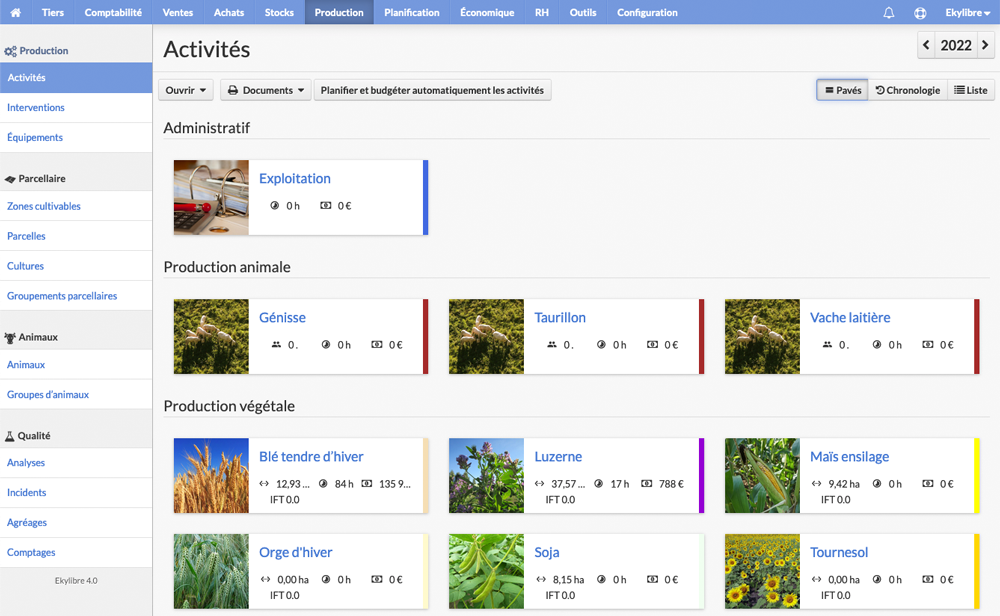 Tiers Comptabilité Ventes Achats Stocks Production Planification Économique RH Outils Configuration Ekylibre
Production
Activités
Interventions
Équipements
Parcellaire
Zones cultivables
Parcelles
Cultures
Groupements parcellaires
Animaux
Animaux
Groupes d'animaux
Qualité
Analyses
Incidents
Agréages
Comptages
Ekylibre 4.0
Activités
2022
Ouvrir Documents Planifier et budgéter automatiquement les activités Pavés Chronologie Liste
Administratif
Exploitation
0 h 0 €
Production animale
Génisse
0 . 0 h 0 €
Taurillon
0 . 0 h 0 €
Vache laitière
0 . 0 h 0 €
Production végétale
Blé tendre d'hiver
12,93 ... 84 h 135 9...
IFT 0.0
Luzerne
37,57 ... 17 h 788 €
IFT 0.0
Maïs ensilage
9,42 ha 0 h 0 €
IFT 0.0
Orge d'hiver
0,00 ha 0 h 0 €
IFT 0.0
Soja
8,15 ha 0 h 0 €
IFT 0.0
Tournesol
0,00 ha 0 h 0 €
IFT 0.0